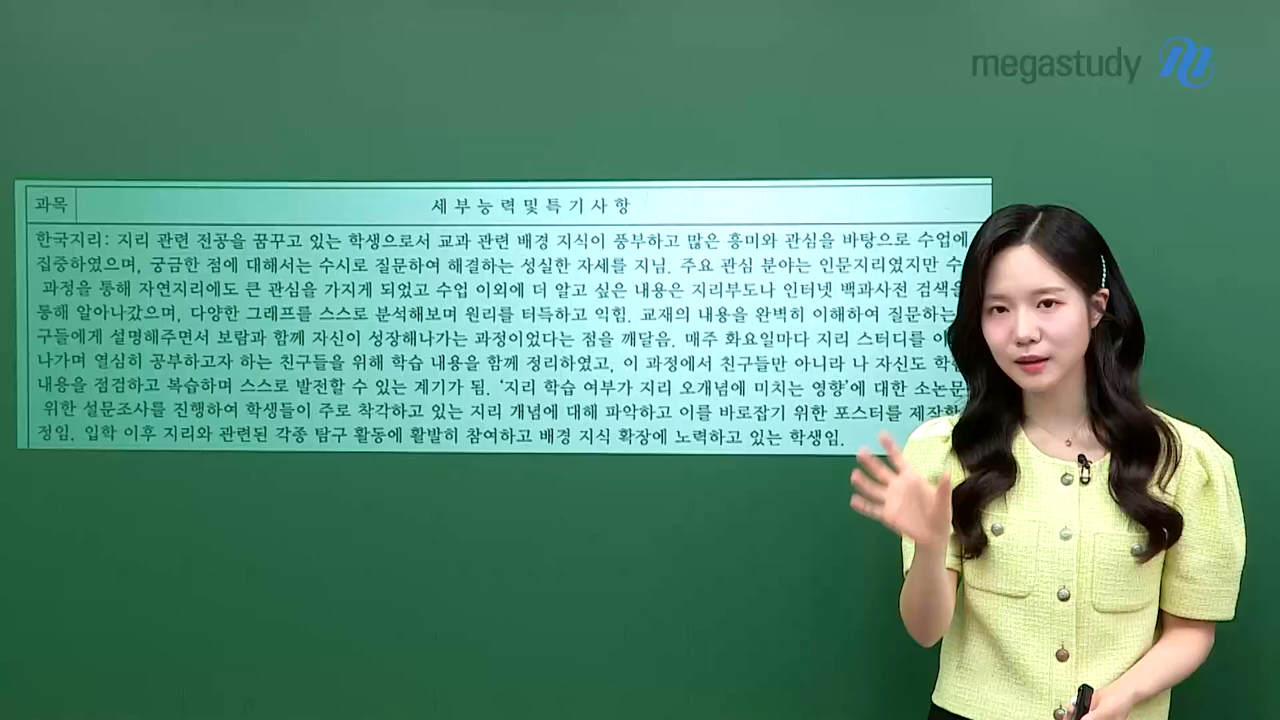 megastudy
과목
세부능력및특기사항
한국지리: 지리 관련 전공을 꿈꾸고 있는 학생으로서 교과 관련 배경 지식이 풍부하고 많은 흥미와 관심을 바탕으로 수업에
집중하였으며, 궁금한 점에 대해서는 수시로 질문하여 해결하는 성실한 자세를 지님. 주요 관심 분야는 인문지리였지만 수
과정을 통해 자연지리에도 큰 관심을 가지게 되었고 수업 이외에 더 알고 싶은 내용은 지리부도나 인터넷 백과사전 검색을
통해 알아나갔으며, 다양한 그래프를 스스로 분석해보며 원리를 터득하고 익힘. 교재의 내용을 완벽히 이해하여 질문하는
구들에게 설명해주면서 보람과 함께 자신이 성장해나가는 과정이었다는 점을 깨달음. 매주 화요일마다 지리 스터디를
나가며 열심히 공부하고자 하는 친구들을 위해 학습 내용을 함께 정리하였고, 이 과정에서 친구들만 아니라 나 자신도
내용을 점검하고 복습하며 스스로 발전할 수 있는 계기가 됨. '지리 학습 여부가 지리 오개념에 미치는 영향'에 대한 소논문
위한 설문조사를 진행하여 학생들이 주로 착각하고 있는 지리 개념에 대해 파악하고 이를 바로잡기 위한 포스터를
정임. 입학 이후 지리와 관련된 각종 탐구 활동에 활발히 참여하고 배경 지식 확장에 노력하고 있는 학생임.